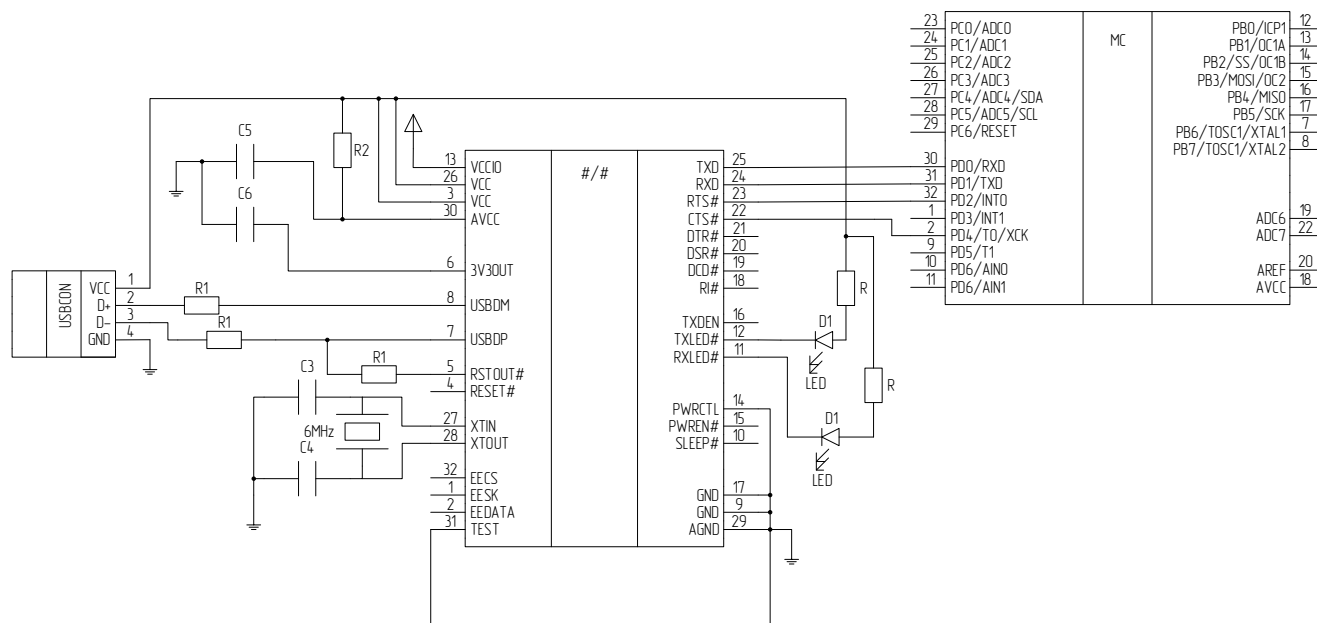 USBCON
VCC 1
D+ 2
D- 3
GND 4
C5
C6
R2
R1
R1
R1
C3
6MHz
C4
#/#
13 VCCIO
26 VCC
3 VCC
30 AVCC
6 3V3OUT
8 USBDM
7 USBDP
5 RSTOUT#
4 RESET#
27 XTIN
28 XTOUT
32 EECS
1 EESK
2 EEDATA
31 TEST
TXD 25
RXD 24
RTS# 23
CTS# 22
DTR# 21
DSR# 20
DCD# 19
RI# 18
TXDEN 16
TXLED# 12
RXLED# 11
PWRCTL 14
PWREN# 15
SLEEP# 10
GND 17
GND 9
AGND 29
R
D1
LED
R
D1
LED
MC
23 PC0/ADC0
24 PC1/ADC1
25 PC2/ADC2
26 PC3/ADC3
27 PC4/ADC4/SDA
28 PC5/ADC5/SCL
29 PC6/RESET
30 PD0/RXD
31 PD1/TXD
32 PD2/INT0
1 PD3/INT1
2 PD4/T0/XCK
9 PD5/T1
10 PD6/AIN0
11 PD6/AIN1
PB0/ICP1 12
PB1/OC1A 13
PB2/SS/OC1B 14
PB3/MOSI/OC2 15
PB4/MISO 16
PB5/SCK 17
PB6/TOSC1/XTAL1 7
PB7/TOSC1/XTAL2 8
ADC6 19
ADC7 22
AREF 20
AVCC 18